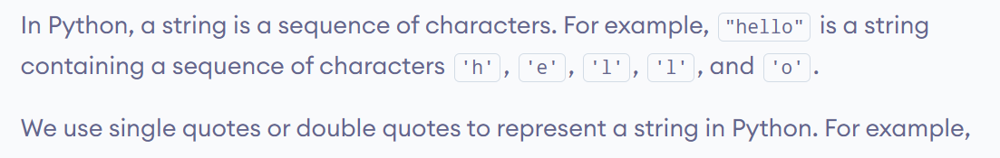 In Python, a string is a sequence of characters. For example, "hello" is a string
containing a sequence of characters 'h', 'e', 'l', 'l', and 'o'.
We use single quotes or double quotes to represent a string in Python. For example,